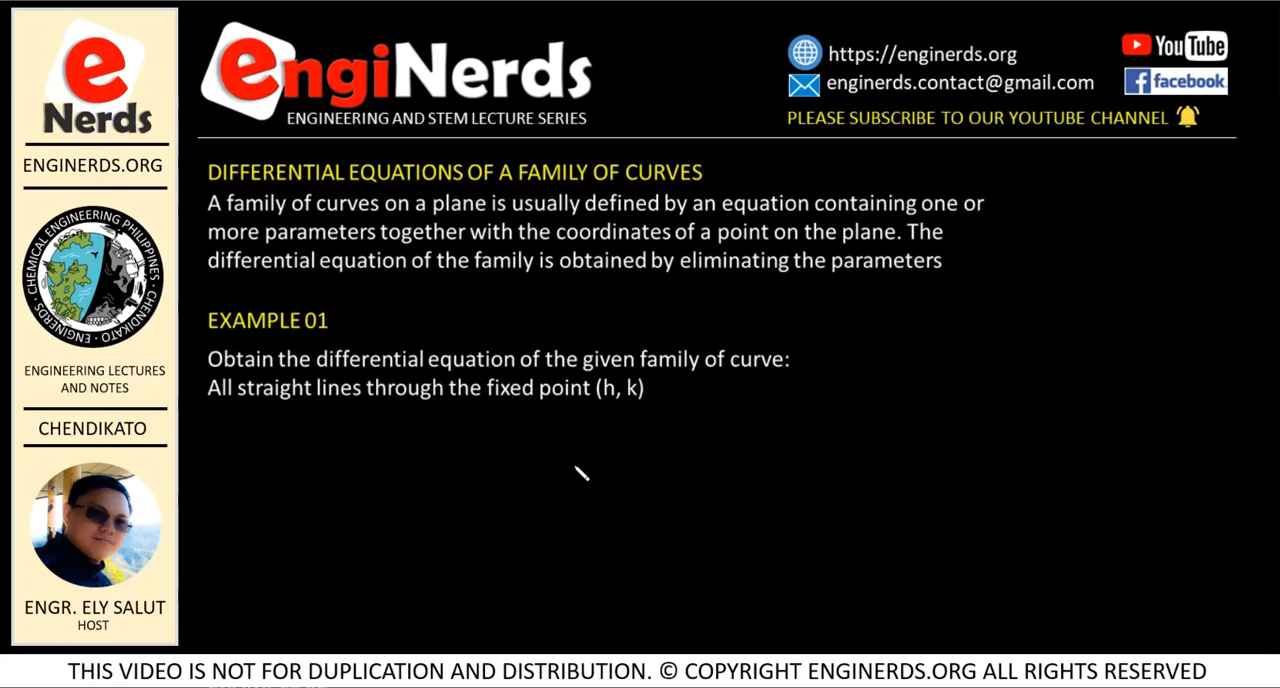 e
Nerds
ENGINERDS.ORG
CHEMICAL ENGINEERING PHILIPPINES
ENGINERDS · CHENDIKATO
ENGINEERING LECTURES
AND NOTES
CHENDIKATO
ENGR. ELY SALUT
HOST
engiNerds
ENGINEERING AND STEM LECTURE SERIES
https://enginerds.org
enginerds.contact@gmail.com
YouTube
facebook
PLEASE SUBSCRIBE TO OUR YOUTUBE CHANNEL
DIFFERENTIAL EQUATIONS OF A FAMILY OF CURVES
A family of curves on a plane is usually defined by an equation containing one or
more parameters together with the coordinates of a point on the plane. The
differential equation of the family is obtained by eliminating the parameters
EXAMPLE 01
Obtain the differential equation of the given family of curve:
All straight lines through the fixed point (h, k)
THIS VIDEO IS NOT FOR DUPLICATION AND DISTRIBUTION. © COPYRIGHT ENGINERDS.ORG ALL RIGHTS RESERVED